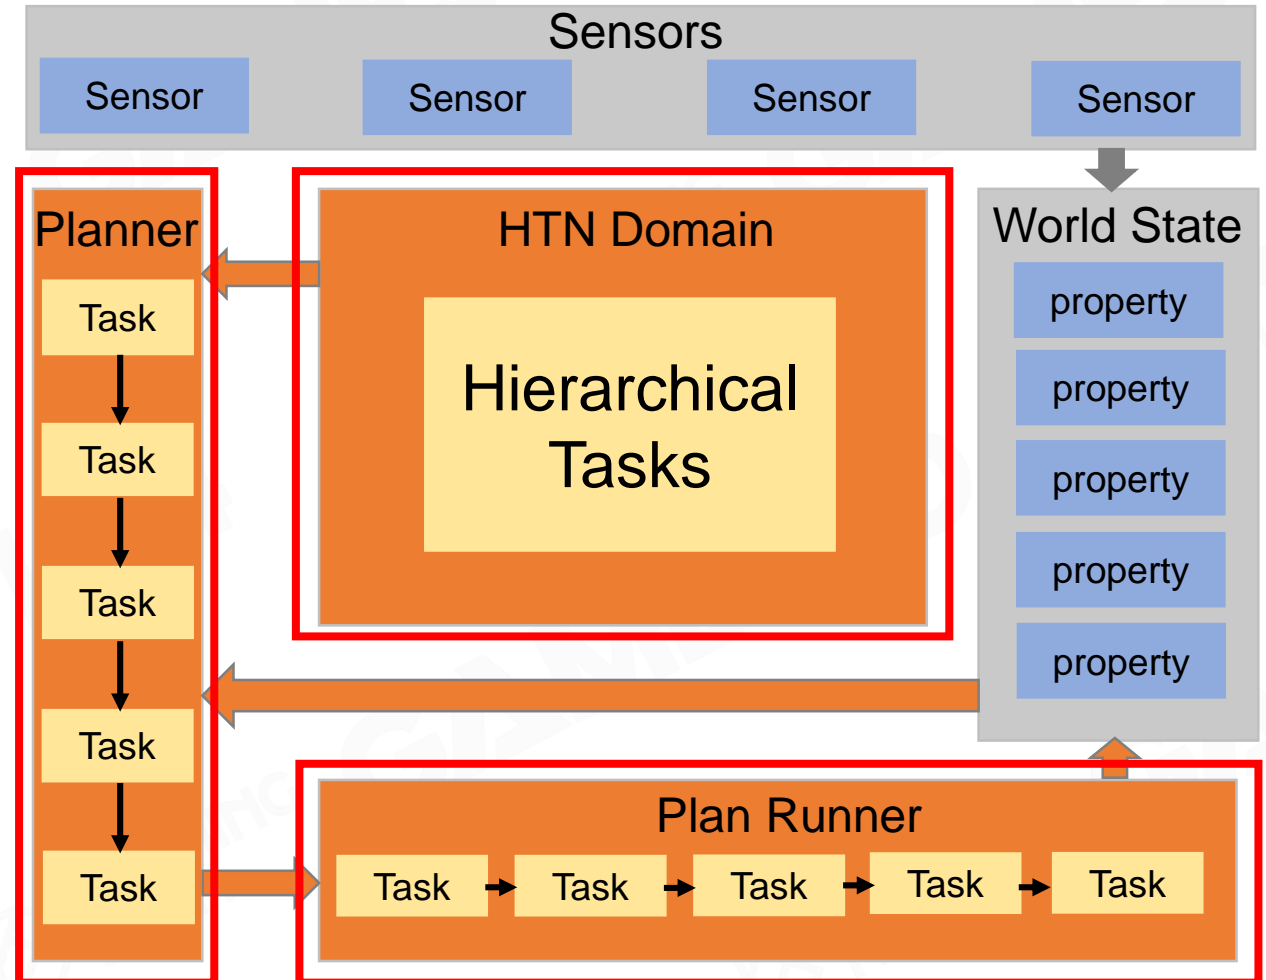 Sensors
Sensor
Sensor
Sensor
Sensor
Planner
Task
Task
Task
Task
Task
HTN Domain
Hierarchical
Tasks
World State
property
property
property
property
property
Plan Runner
Task
Task
Task
Task
Task